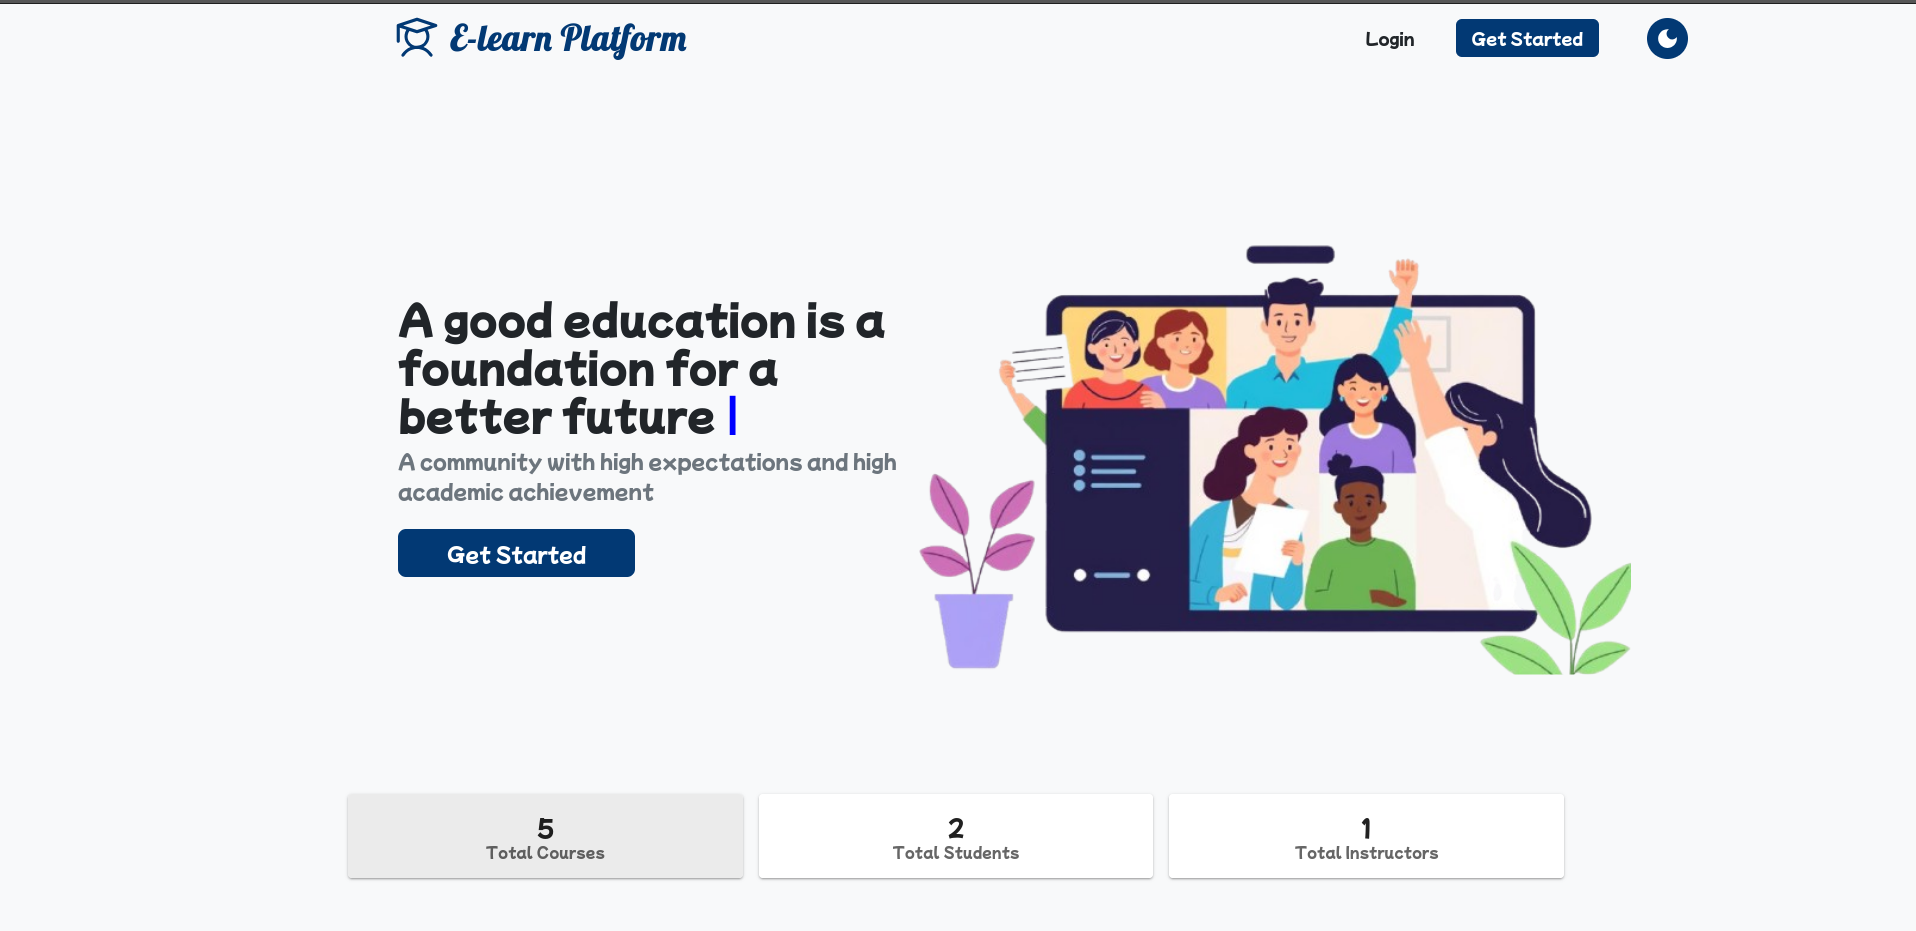 E-learn Platform
Login
Get Started
A good education is a
foundation for a
better future |
A community with high expectations and high
academic achievement
Get Started
5
Total Courses
2
Total Students
1
Total Instructors